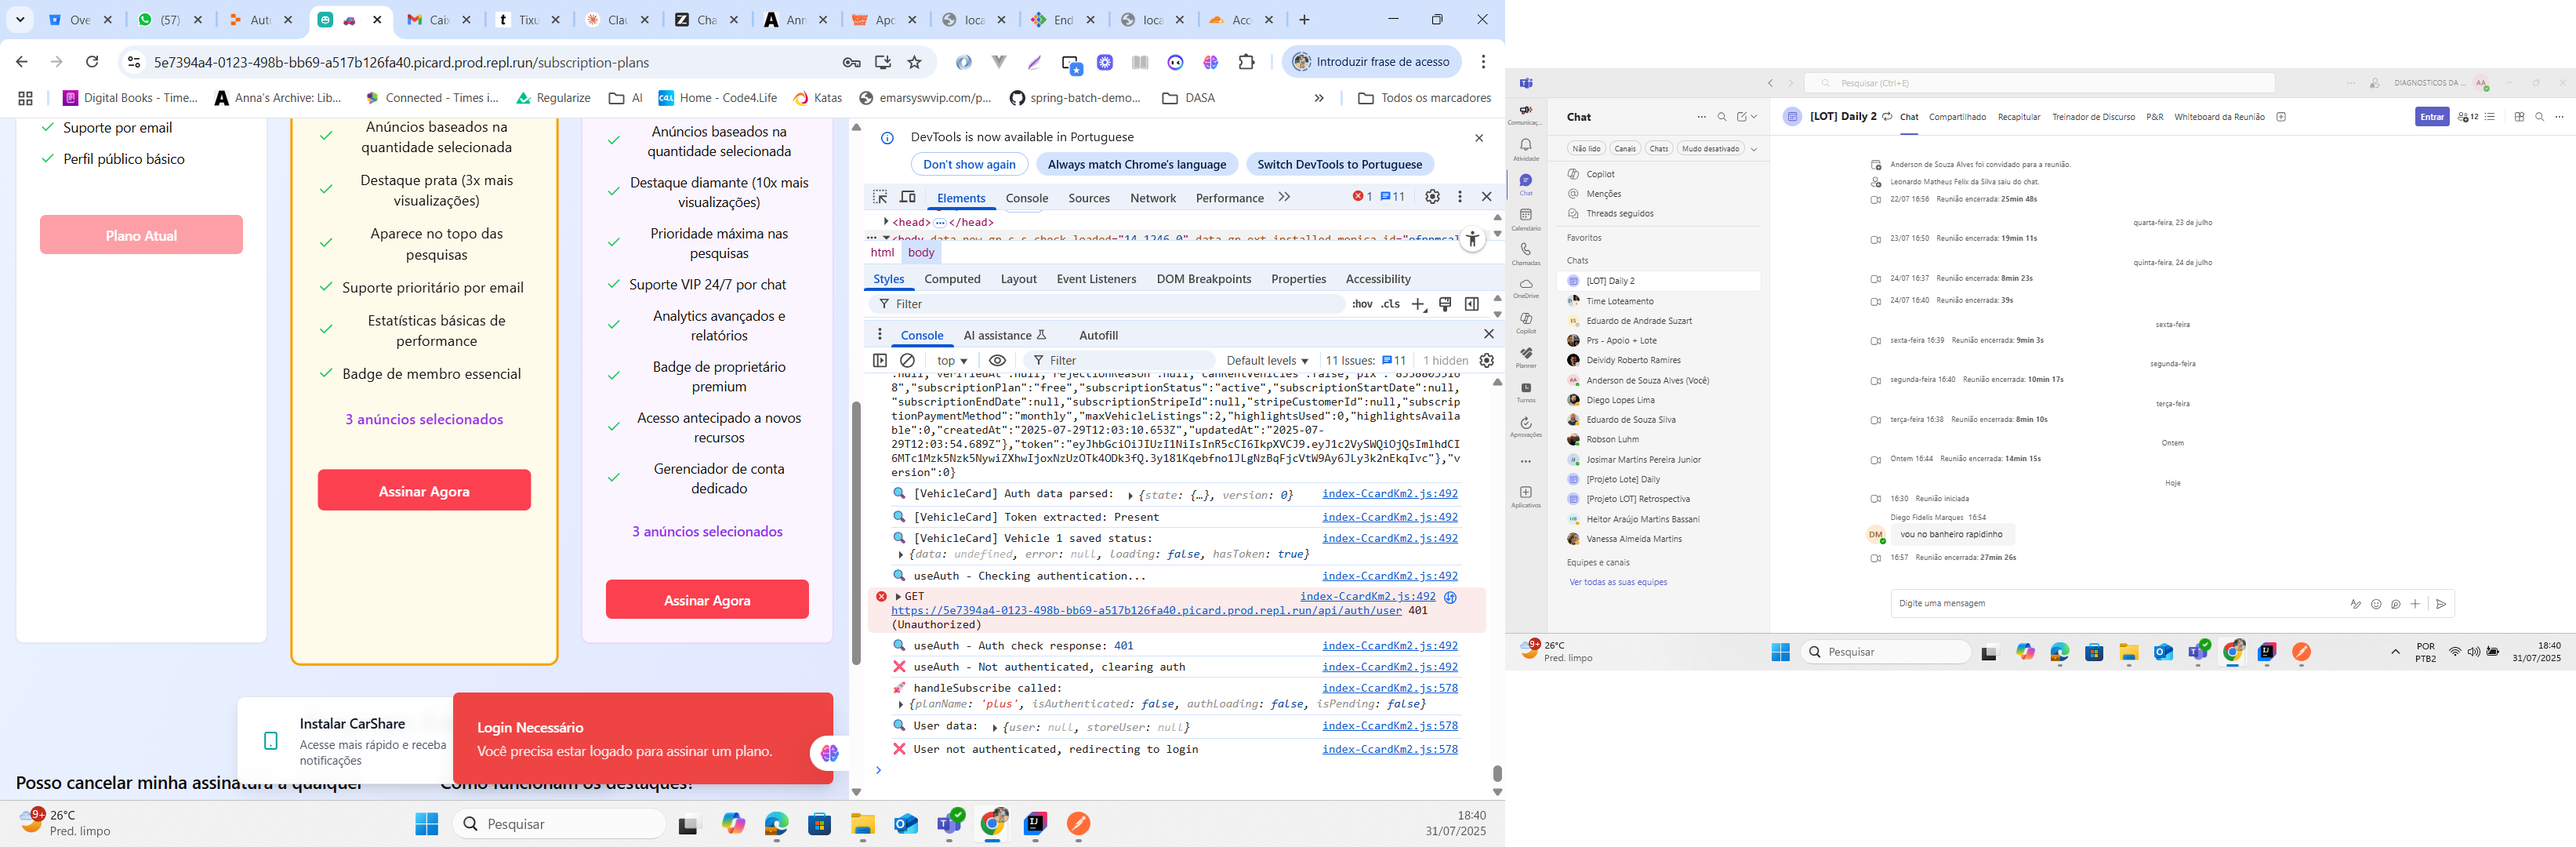 Ove
(57)
Auto
Caix
Tixu
Clau
Cha
Ann
Apc
loca
End
loca
Acc
5e7394a4-0123-498b-bb69-a517b126fa40.picard.prod.repl.run/subscription-plans
Introduzir frase de acesso
Digital Books - Time...
Anna's Archive: Lib...
Connected - Times i...
Regularize
AI
Home - Code4.Life
Katas
emarsyswvip.com/p...
spring-batch-demo...
DASA
»
Todos os marcadores
Suporte por email
Perfil público básico
Plano Atual
Anúncios baseados na
quantidade selecionada
Destaque prata (3x mais
visualizações)
Aparece no topo das
pesquisas
Suporte prioritário por email
Estatísticas básicas de
performance
Badge de membro essencial
3 anúncios selecionados
Assinar Agora
Anúncios baseados na
quantidade selecionada
Destaque diamante (10x mais
visualizações)
Prioridade máxima nas
pesquisas
Suporte VIP 24/7 por chat
Analytics avançados e
relatórios
Badge de proprietário
premium
Acesso antecipado a novos
recursos
Gerenciador de conta
dedicado
3 anúncios selecionados
Assinar Agora
Instalar CarShare
Acesse mais rápido e receba
notificações
Login Necessário
Você precisa estar logado para assinar um plano.
Posso cancelar minha assinatura a qualquer
Como funcionam os destaques?
DevTools is now available in Portuguese
Don't show again
Always match Chrome's language
Switch DevTools to Portuguese
Elements
Console
Sources
Network
Performance
1
11
<head> … </head>
html
body
Styles
Computed
Layout
Event Listeners
DOM Breakpoints
Properties
Accessibility
Filter
:hov
.cls
Console
AI assistance
Autofill
top
Filter
Default levels
11 Issues:
11
1 hidden
8","subscriptionPlan":"free","subscriptionStatus":"active","subscriptionStartDate":null,
"subscriptionEndDate":null,"subscriptionStripeId":null,"stripeCustomerId":null,"subscrip
tionPaymentMethod":"monthly","maxVehicleListings":2,"highlightsUsed":0,"highlightsAvaila
ble":0,"createdAt":"2025-07-29T12:03:10.653Z","updatedAt":"2025-07-
29T12:03:54.689Z"},"token":"eyJhbGciOiJIUzI1NiIsInR5cCI6IkpXVCJ9.eyJ1c2VySWQiOjQsImlhdCI
6MTc1Mzk5Nzk5NywiZXhwIjoxNzUzOTk4ODk3fQ.3y181Kqebfno1JLgNzBqFjcVtW9Ay6JLy3k2nEkqIvc"},"v
ersion":0}
[VehicleCard] Auth data parsed: {state: {…}, version: 0} index-CcardKm2.js:492
[VehicleCard] Token extracted: Present index-CcardKm2.js:492
[VehicleCard] Vehicle 1 saved status: index-CcardKm2.js:492
{data: undefined, error: null, loading: false, hasToken: true}
useAuth - Checking authentication... index-CcardKm2.js:492
GET index-CcardKm2.js:492
https://5e7394a4-0123-498b-bb69-a517b126fa40.picard.prod.repl.run/api/auth/user 401
(Unauthorized)
useAuth - Auth check response: 401 index-CcardKm2.js:492
useAuth - Not authenticated, clearing auth index-CcardKm2.js:492
handleSubscribe called: index-CcardKm2.js:578
{planName: 'plus', isAuthenticated: false, authLoading: false, isPending: false}
User data: {user: null, storeUser: null} index-CcardKm2.js:578
User not authenticated, redirecting to login index-CcardKm2.js:578
9+
26°C
Pred. limpo
Pesquisar
18:40
31/07/2025
Pesquisar (Ctrl+E)
DIAGNOSTICOS DA ...
AA
Comunicaç...
Atividade
Chat
Calendário
Chamadas
OneDrive
Copilot
Planner
Turnos
Aprovações
Aplicativos
Chat
Não lido
Canais
Chats
Mudo desativado
Copilot
Menções
Threads seguidos
Favoritos
Chats
[LOT] Daily 2
Time Loteamento
Eduardo de Andrade Suzart
Prs - Apoio + Lote
Deividy Roberto Ramires
Anderson de Souza Alves (Você)
Diego Lopes Lima
Eduardo de Souza Silva
Robson Luhm
Josimar Martins Pereira Junior
[Projeto Lote] Daily
[Projeto LOT] Retrospectiva
Heitor Araújo Martins Bassani
Vanessa Almeida Martins
Equipes e canais
Ver todas as suas equipes
[LOT] Daily 2
Chat
Compartilhado
Recapitular
Treinador de Discurso
P&R
Whiteboard da Reunião
Entrar
12
Anderson de Souza Alves foi convidado para a reunião.
Leonardo Matheus Felix da Silva saiu do chat.
22/07 16:56 Reunião encerrada: 25min 48s
quarta-feira, 23 de julho
23/07 16:50 Reunião encerrada: 19min 11s
quinta-feira, 24 de julho
24/07 16:37 Reunião encerrada: 8min 23s
24/07 16:40 Reunião encerrada: 39s
sexta-feira
sexta-feira 16:39 Reunião encerrada: 9min 3s
segunda-feira
segunda-feira 16:40 Reunião encerrada: 10min 17s
terça-feira
terça-feira 16:38 Reunião encerrada: 8min 10s
Ontem
Ontem 16:44 Reunião encerrada: 14min 15s
Hoje
16:30 Reunião iniciada
Diego Fidelis Marques 16:54
DM
vou no banheiro rapidinho
16:57 Reunião encerrada: 27min 26s
Digite uma mensagem
9+
26°C
Pred. limpo
Pesquisar
POR
PTB2
18:40
31/07/2025